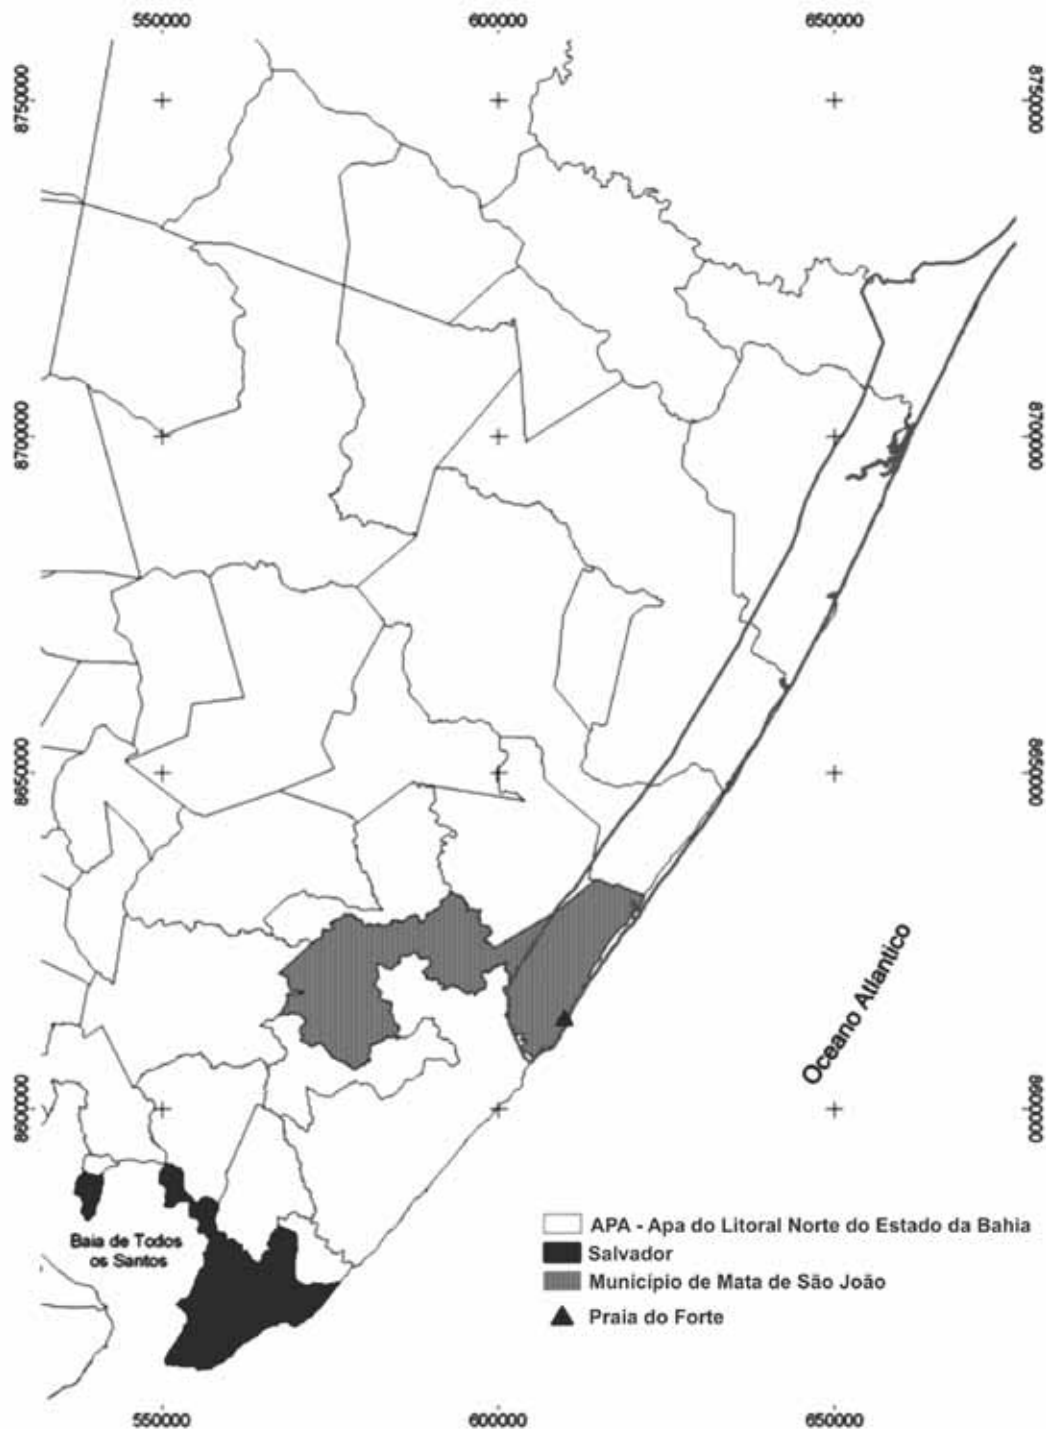 550000 600000 650000
8750000 8750000
8700000 8700000
8650000 8650000
Oceano Atlantico
8600000 8600000
APA - Apa do Litoral Norte do Estado da Bahia
Baia de Todos
os Santos
Salvador
Município de Mata de São João
Praia do Forte
550000 600000 650000